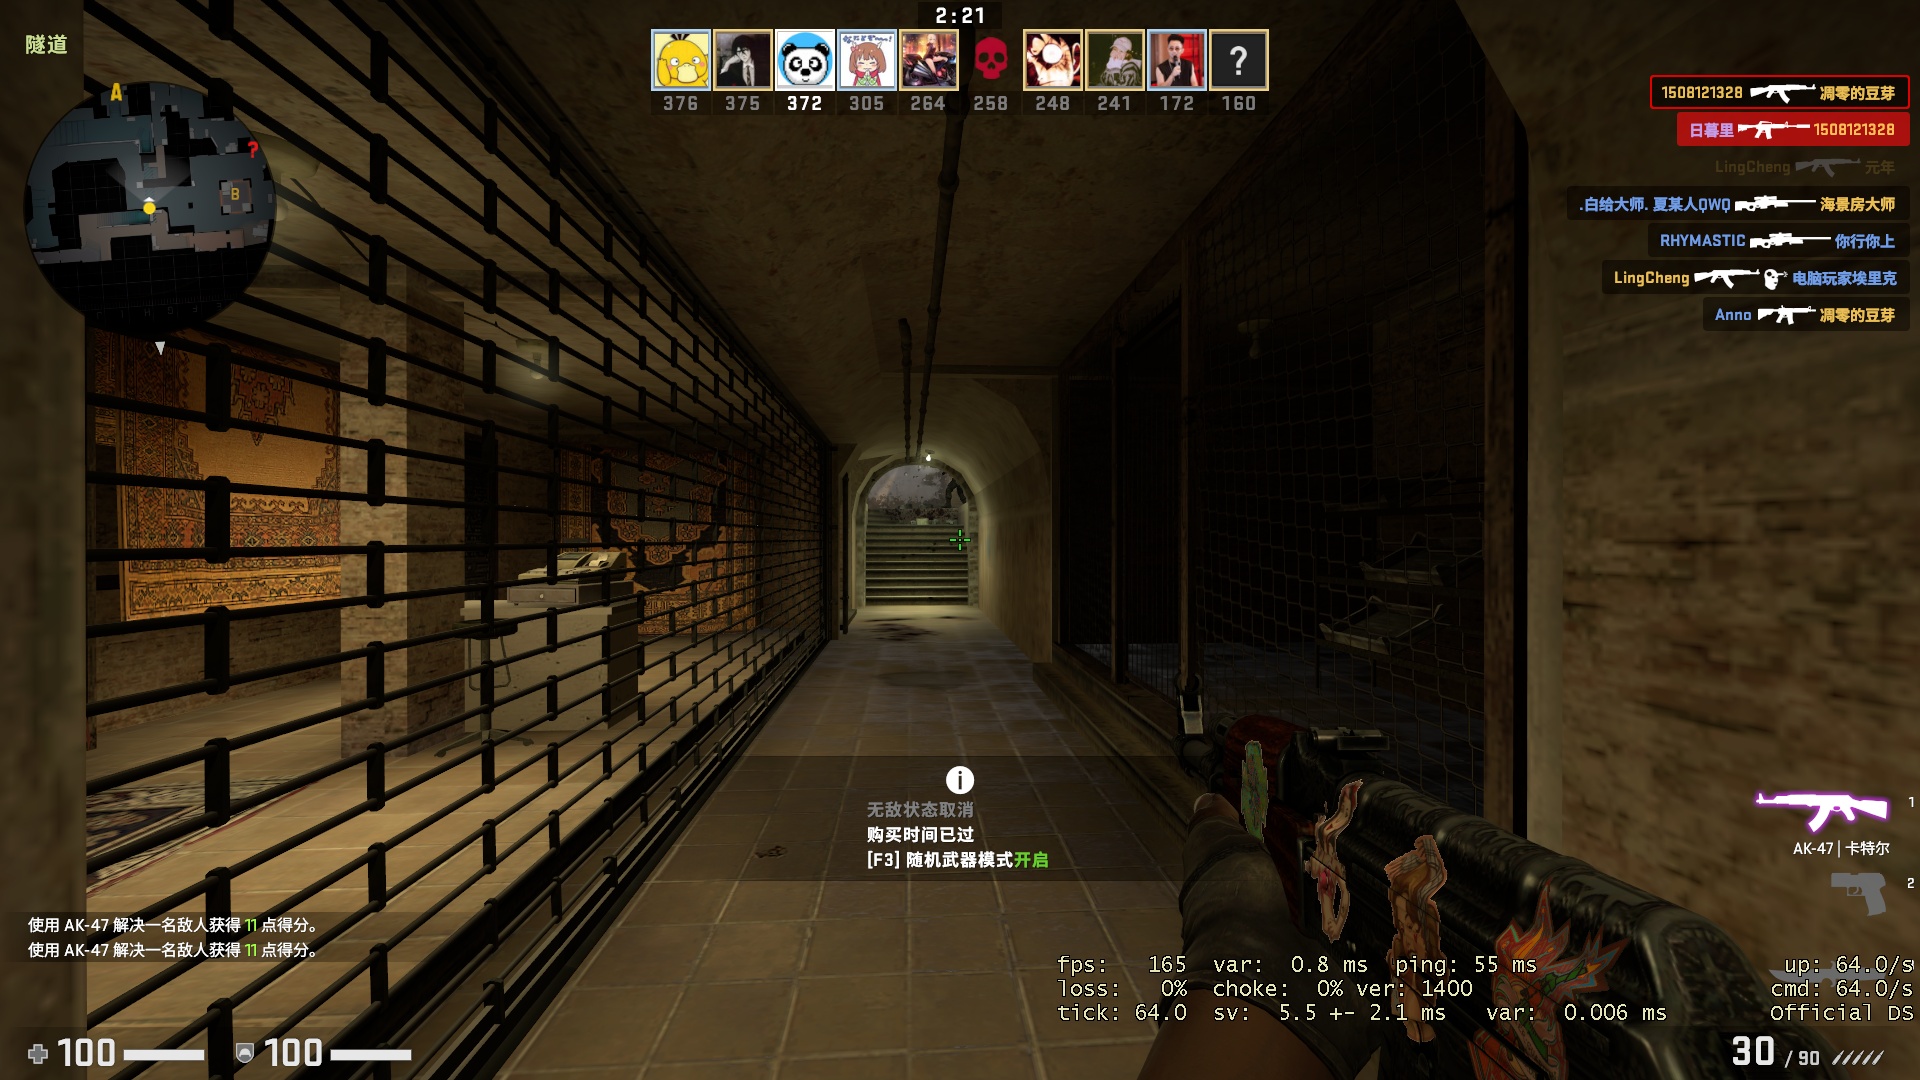 2:21
隧道
A
?
B
?
376 375 372 305 264 258 248 241 172 160
1508121328 凋零的豆芽
日暮里 1508121328
LingCheng 元年
.白给大师. 夏某人QWQ 海景房大师
RHYMASTIC 你行你上
LingCheng 电脑玩家埃里克
Anno 凋零的豆芽
i
无敌状态取消
购买时间已过
[F3] 随机武器模式开启
1
AK-47 | 卡特尔
2
使用 AK-47 解决一名敌人获得 11 点得分。
使用 AK-47 解决一名敌人获得 11 点得分。
fps: 165 var: 0.8 ms ping: 55 ms up: 64.0/s
loss: 0% choke: 0% ver: 1400 cmd: 64.0/s
tick: 64.0 sv: 5.5 +- 2.1 ms var: 0.006 ms Official DS
100 100
30 / 90